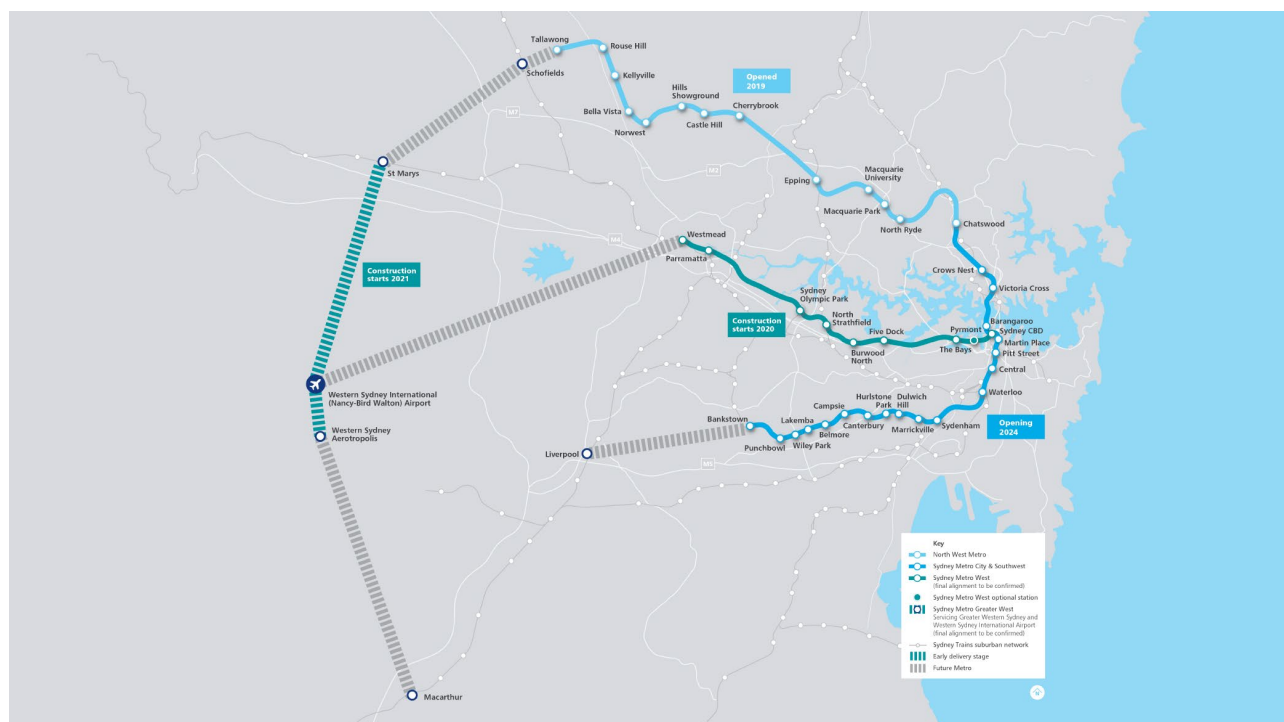 Tallawong
Rouse Hill
Schofields
Kellyville
Opened
2019
Hills
Showground
Cherrybrook
Bella Vista
Castle Hill
Norwest
M7
St Marys
M2
Epping
Macquarie
University
Macquarie Park
North Ryde
Chatswood
Westmead
M4
Parramatta
Construction
starts 2021
Crows Nest
Victoria Cross
Sydney
Olympic Park
Construction
starts 2020
North
Strathfield
Five Dock
Burwood
North
Pyrmont
The Bays
Barangaroo
Sydney CBD
Martin Place
Pitt Street
Central
Waterloo
Western Sydney International
(Nancy-Bird Walton) Airport
Western Sydney
Aerotropolis
Liverpool
Bankstown
Punchbowl
Lakemba
Wiley Park
Campsie
Belmore
Hurlstone
Park
Canterbury
Dulwich
Hill
Marrickville
Sydenham
Opening
2024
M5
Macarthur
Key
North West Metro
Sydney Metro City & Southwest
Sydney Metro West
(final alignment to be confirmed)
Sydney Metro West optional station
Sydney Metro Greater West
Servicing Greater Western Sydney and
Western Sydney International Airport
(final alignment to be confirmed)
Sydney Trains suburban network
Early delivery stage
Future Metro